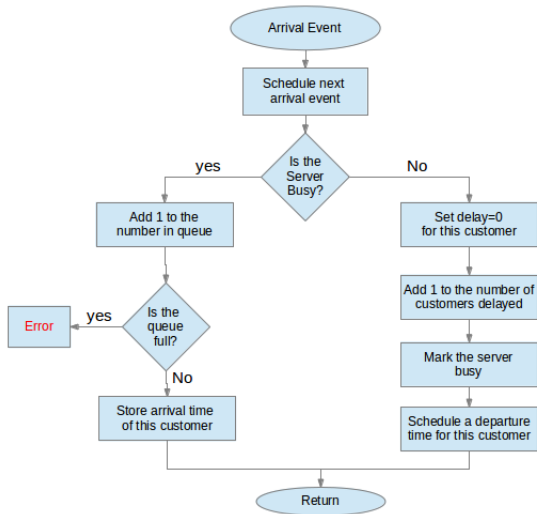 Arrival Event
Schedule next
arrival event
Is the
Server
Busy?
yes
No
Add 1 to the
number in queue
Set delay=0
for this customer
Is the
queue
full?
yes
Error
No
Add 1 to the number of
customers delayed
Mark the server
busy
Store arrival time
of this customer
Schedule a departure
time for this customer
Return